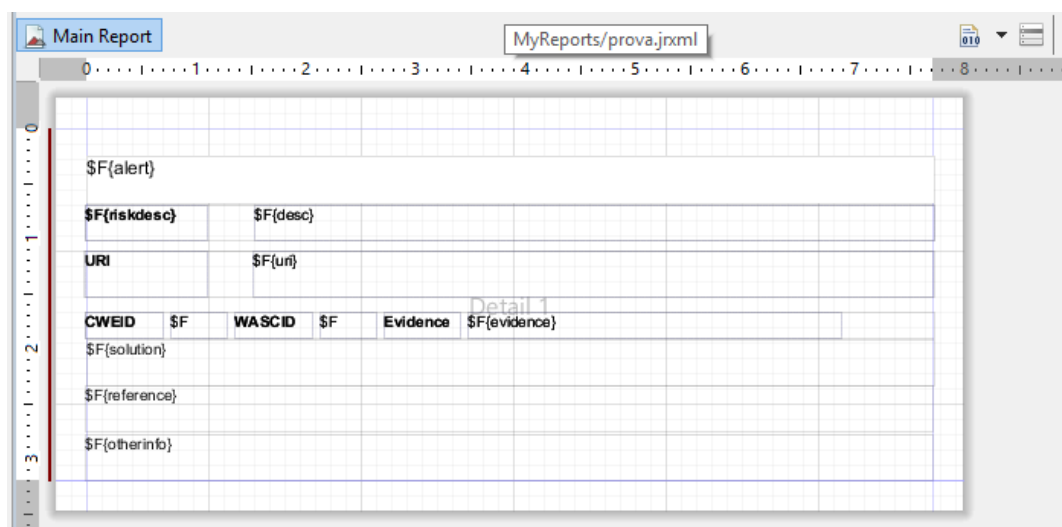 Main Report
MyReports/prova.jrxml
010
0 1 2 3 4 5 6 7 8
0
$F{alert}
$F{riskdesc} $F{desc}
1
URI $F{uri}
Detail 1
CWEID $F WASCID $F Evidence $F{evidence}
2
$F{solution}
$F{reference}
3
$F{otherinfo}